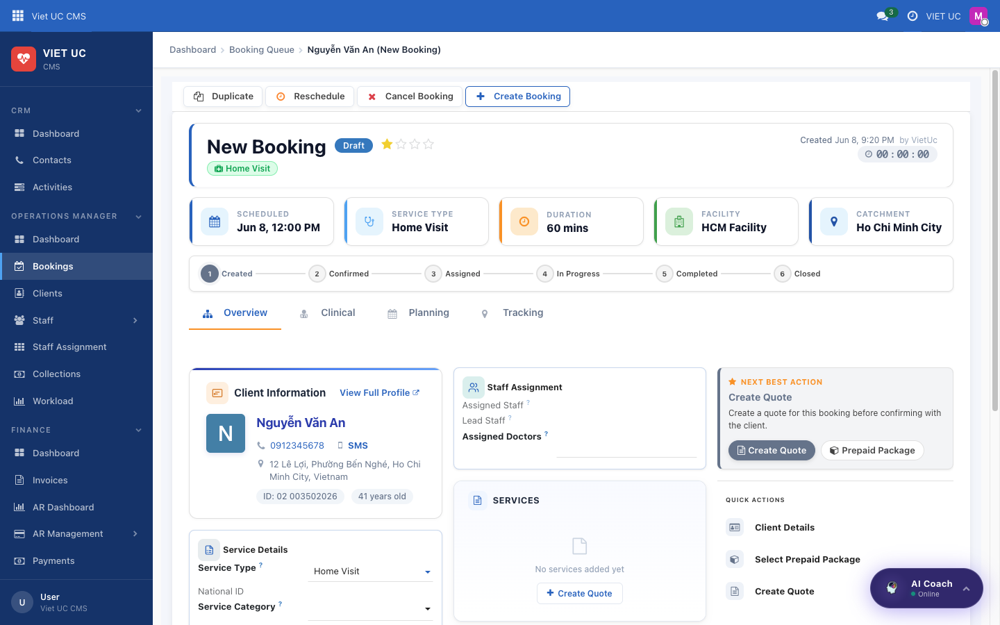 Viet UC CMS
3
VIET UC
M
VIET UC
CMS
CRM
Dashboard
Contacts
Activities
OPERATIONS MANAGER
Dashboard
Bookings
Clients
Staff
Staff Assignment
Collections
Workload
FINANCE
Dashboard
Invoices
AR Dashboard
AR Management
Payments
U
User
Viet UC CMS
Dashboard > Booking Queue > Nguyễn Văn An (New Booking)
Duplicate
Reschedule
Cancel Booking
Create Booking
New Booking
Draft
Home Visit
Created Jun 8, 9:20 PM by VietUc
00 : 00 : 00
SCHEDULED
Jun 8, 12:00 PM
SERVICE TYPE
Home Visit
DURATION
60 mins
FACILITY
HCM Facility
CATCHMENT
Ho Chi Minh City
1 Created
2 Confirmed
3 Assigned
4 In Progress
5 Completed
6 Closed
Overview
Clinical
Planning
Tracking
Client Information
View Full Profile
N
Nguyễn Văn An
0912345678
SMS
12 Lê Lợi, Phường Bến Nghé, Ho Chi
Minh City, Vietnam
ID: 02 003502026
41 years old
Service Details
Service Type ?
Home Visit
National ID
Service Category ?
Staff Assignment
Assigned Staff ?
Lead Staff ?
Assigned Doctors ?
SERVICES
No services added yet
Create Quote
NEXT BEST ACTION
Create Quote
Create a quote for this booking before confirming with
the client.
Create Quote
Prepaid Package
QUICK ACTIONS
Client Details
Select Prepaid Package
Create Quote
AI Coach
Online